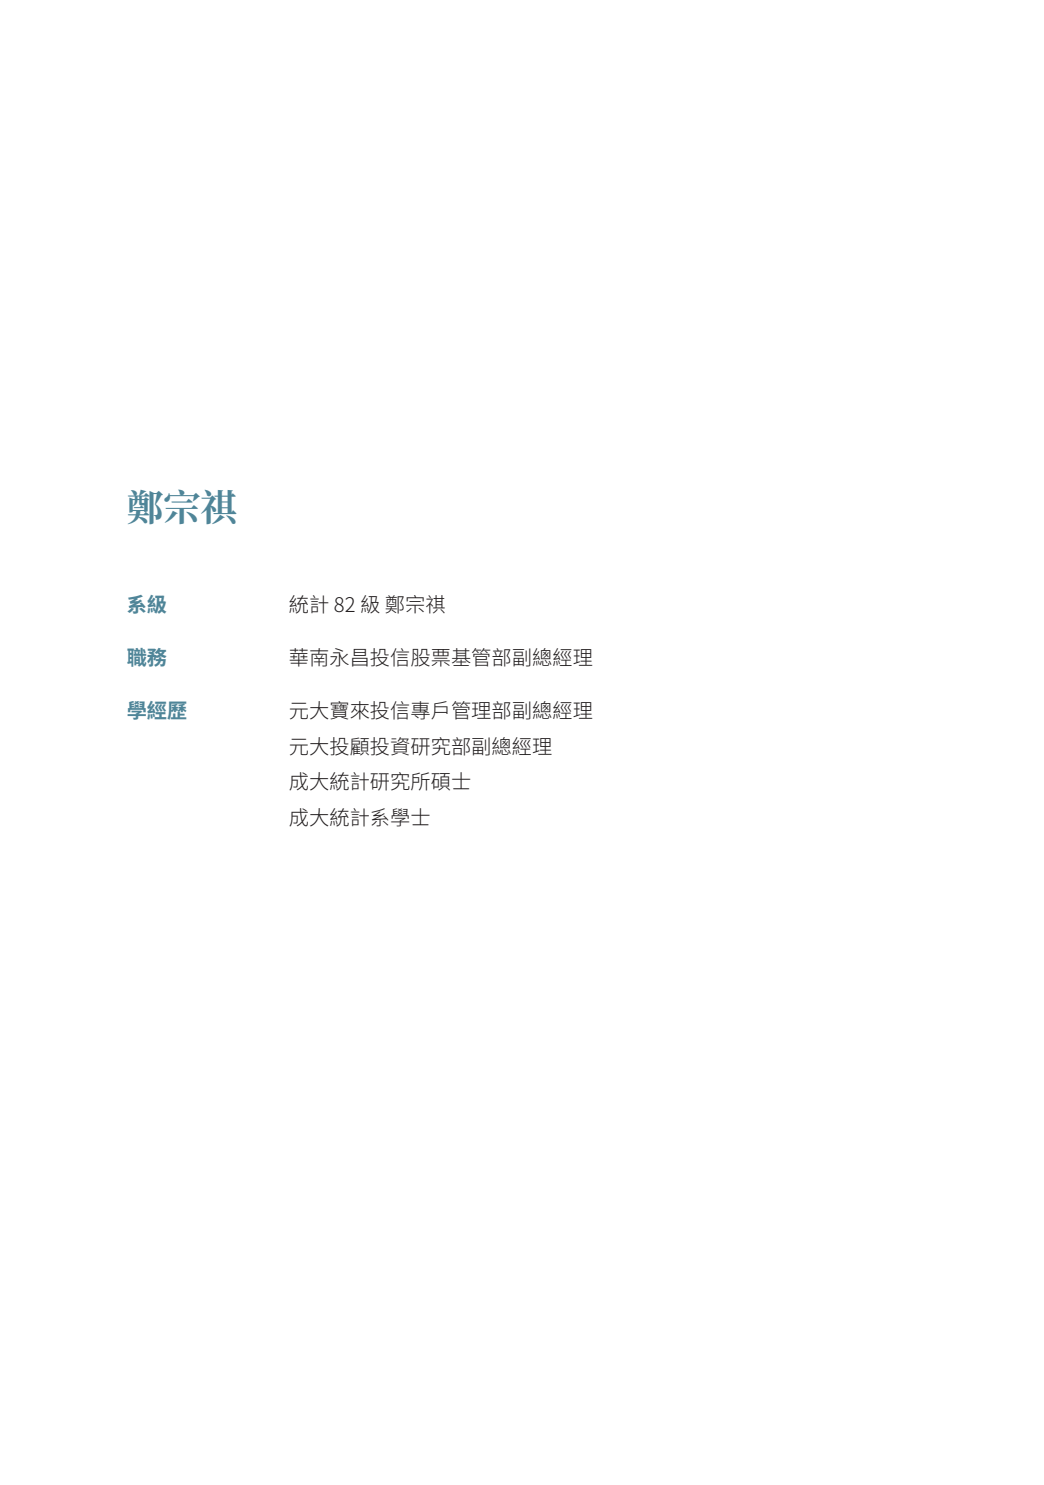 鄭宗祺
系級 統計 82 級 鄭宗祺
職務 華南永昌投信股票基管部副總經理
學經歷 元大寶來投信專戶管理部副總經理
元大投顧投資研究部副總經理
成大統計研究所碩士
成大統計系學士